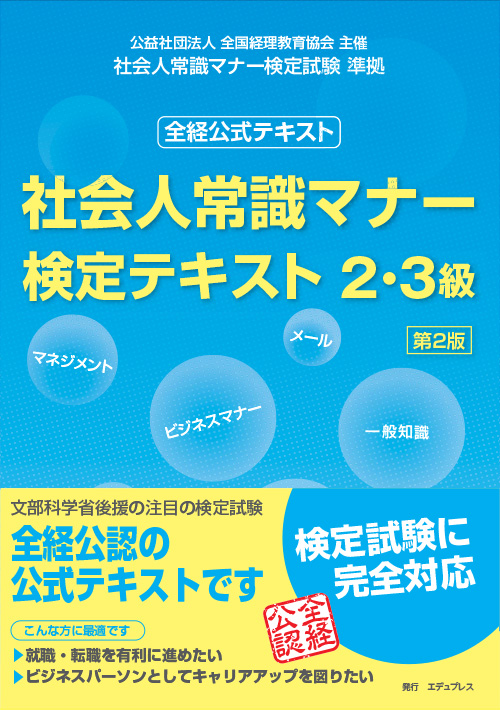 公益社団法人 全国経理教育協会 主催
社会人常識マナー検定試験 準拠
全経公式テキスト
社会人常識マナー
検定テキスト 2・3級
第2版
メール
マネジメント
ビジネスマナー
一般知識
文部科学省後援の注目の検定試験
全経公認の
公式テキストです
検定試験に
完全対応
全経
公認
こんな方に最適です
▶就職・転職を有利に進めたい
▶ビジネスパーソンとしてキャリアアップを図りたい
発行 エデュプレス